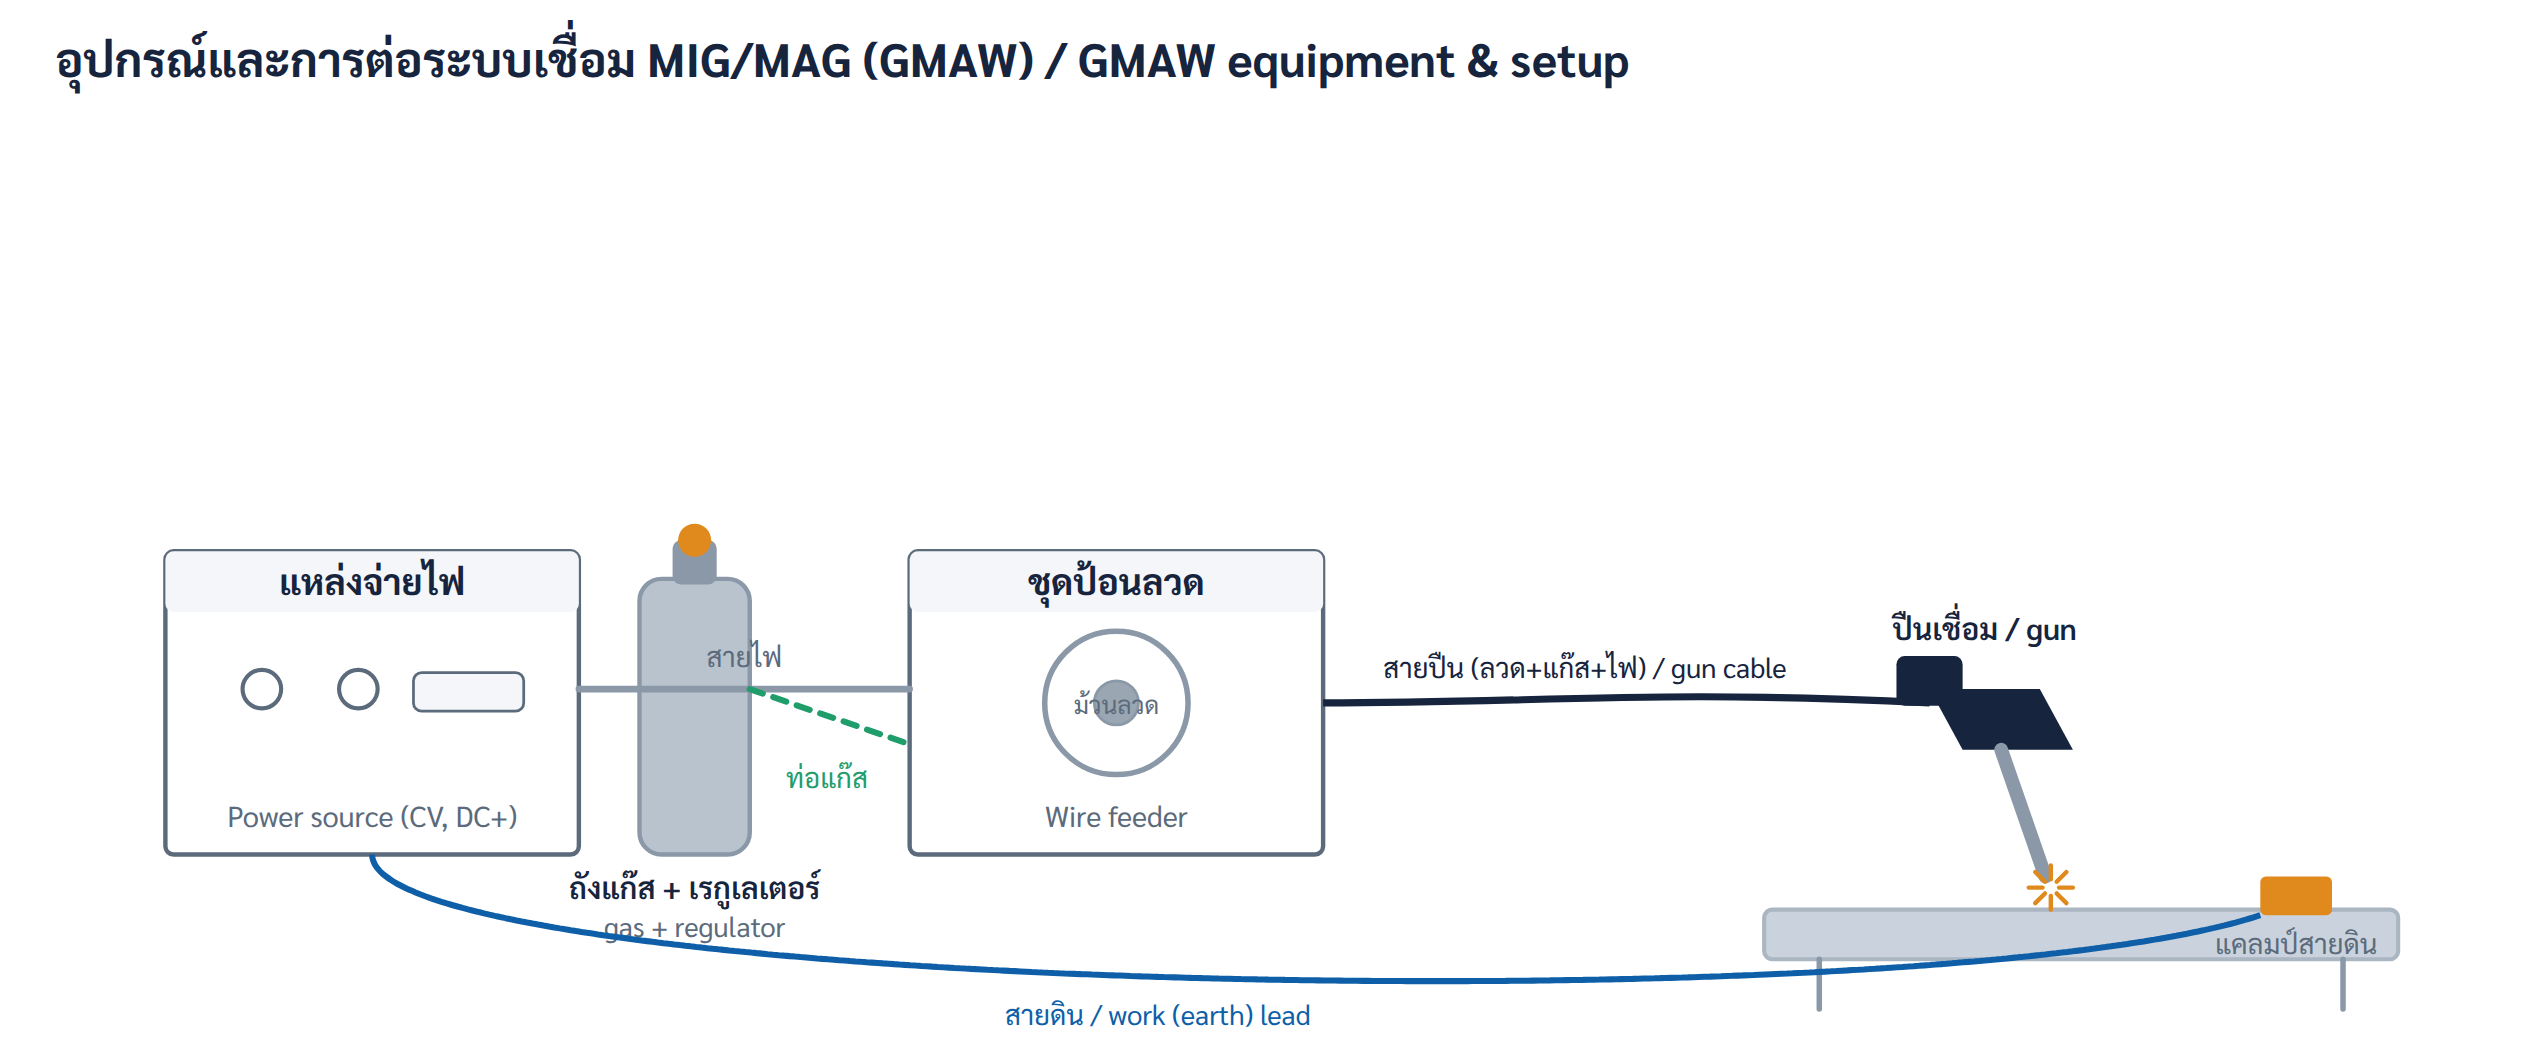 อุปกรณ์และการต่อระบบเชื่อม MIG/MAG (GMAW) / GMAW equipment & setup
แหล่งจ่ายไฟ
Power source (CV, DC+)
สายไฟ
ท่อแก๊ส
ถังแก๊ส + เรกูเลเตอร์
gas + regulator
ชุดป้อนลวด
ม้วนลวด
Wire feeder
สายปืน (ลวด+แก๊ส+ไฟ) / gun cable
ปืนเชื่อม / gun
แคลมป์สายดิน
สายดิน / work (earth) lead